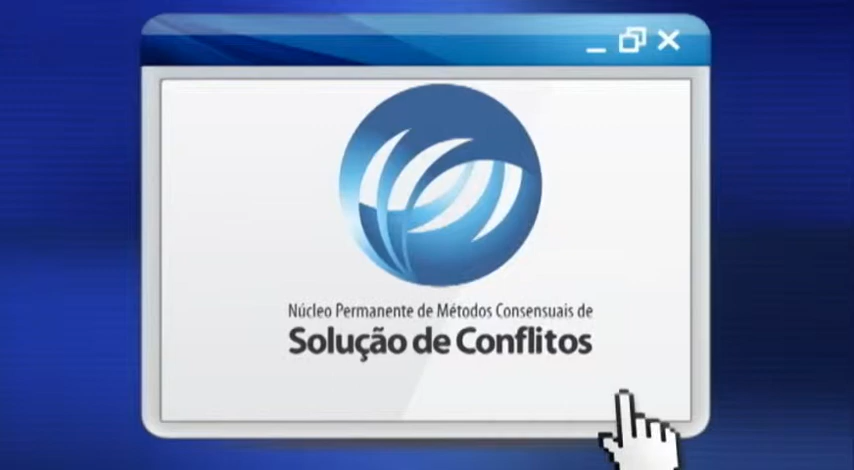 Núcleo Permanente de Métodos Consensuais de
Solução de Conflitos